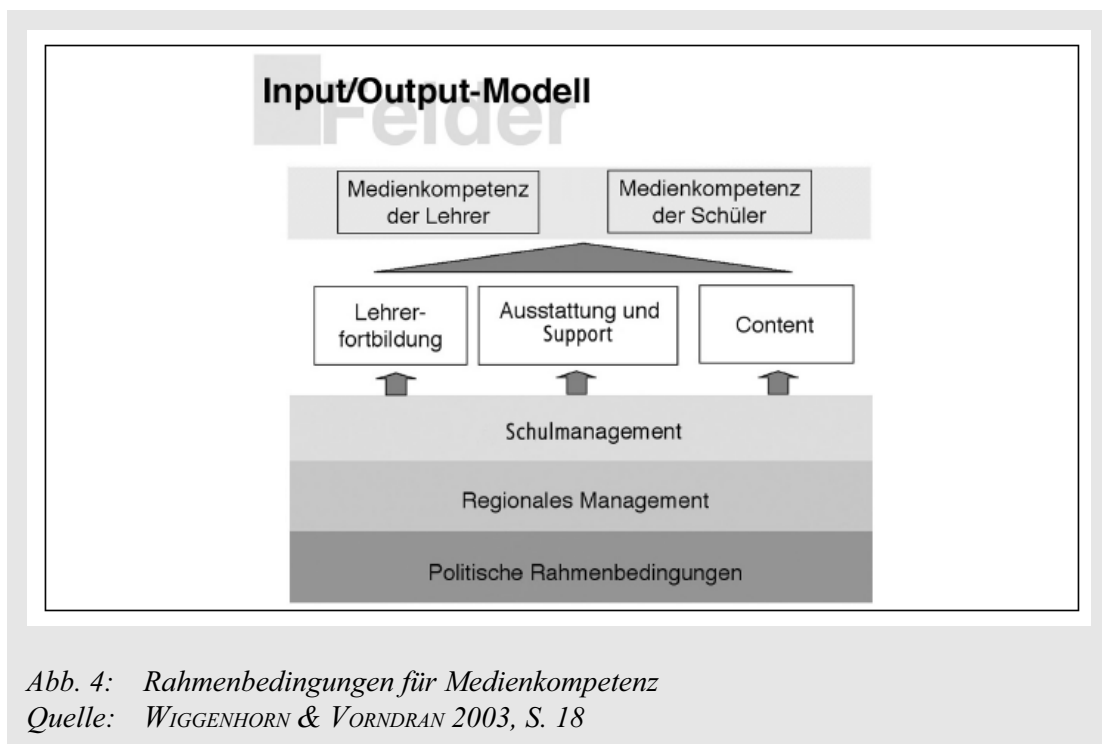 Input/Output-Modell
Felder
Medienkompetenz
der Lehrer
Medienkompetenz
der Schüler
Lehrer-
fortbildung
Ausstattung und
Support
Content
Schulmanagement
Regionales Management
Politische Rahmenbedingungen
Abb. 4: Rahmenbedingungen für Medienkompetenz
Quelle: WIGGENHORN & VORNDRAN 2003, S. 18